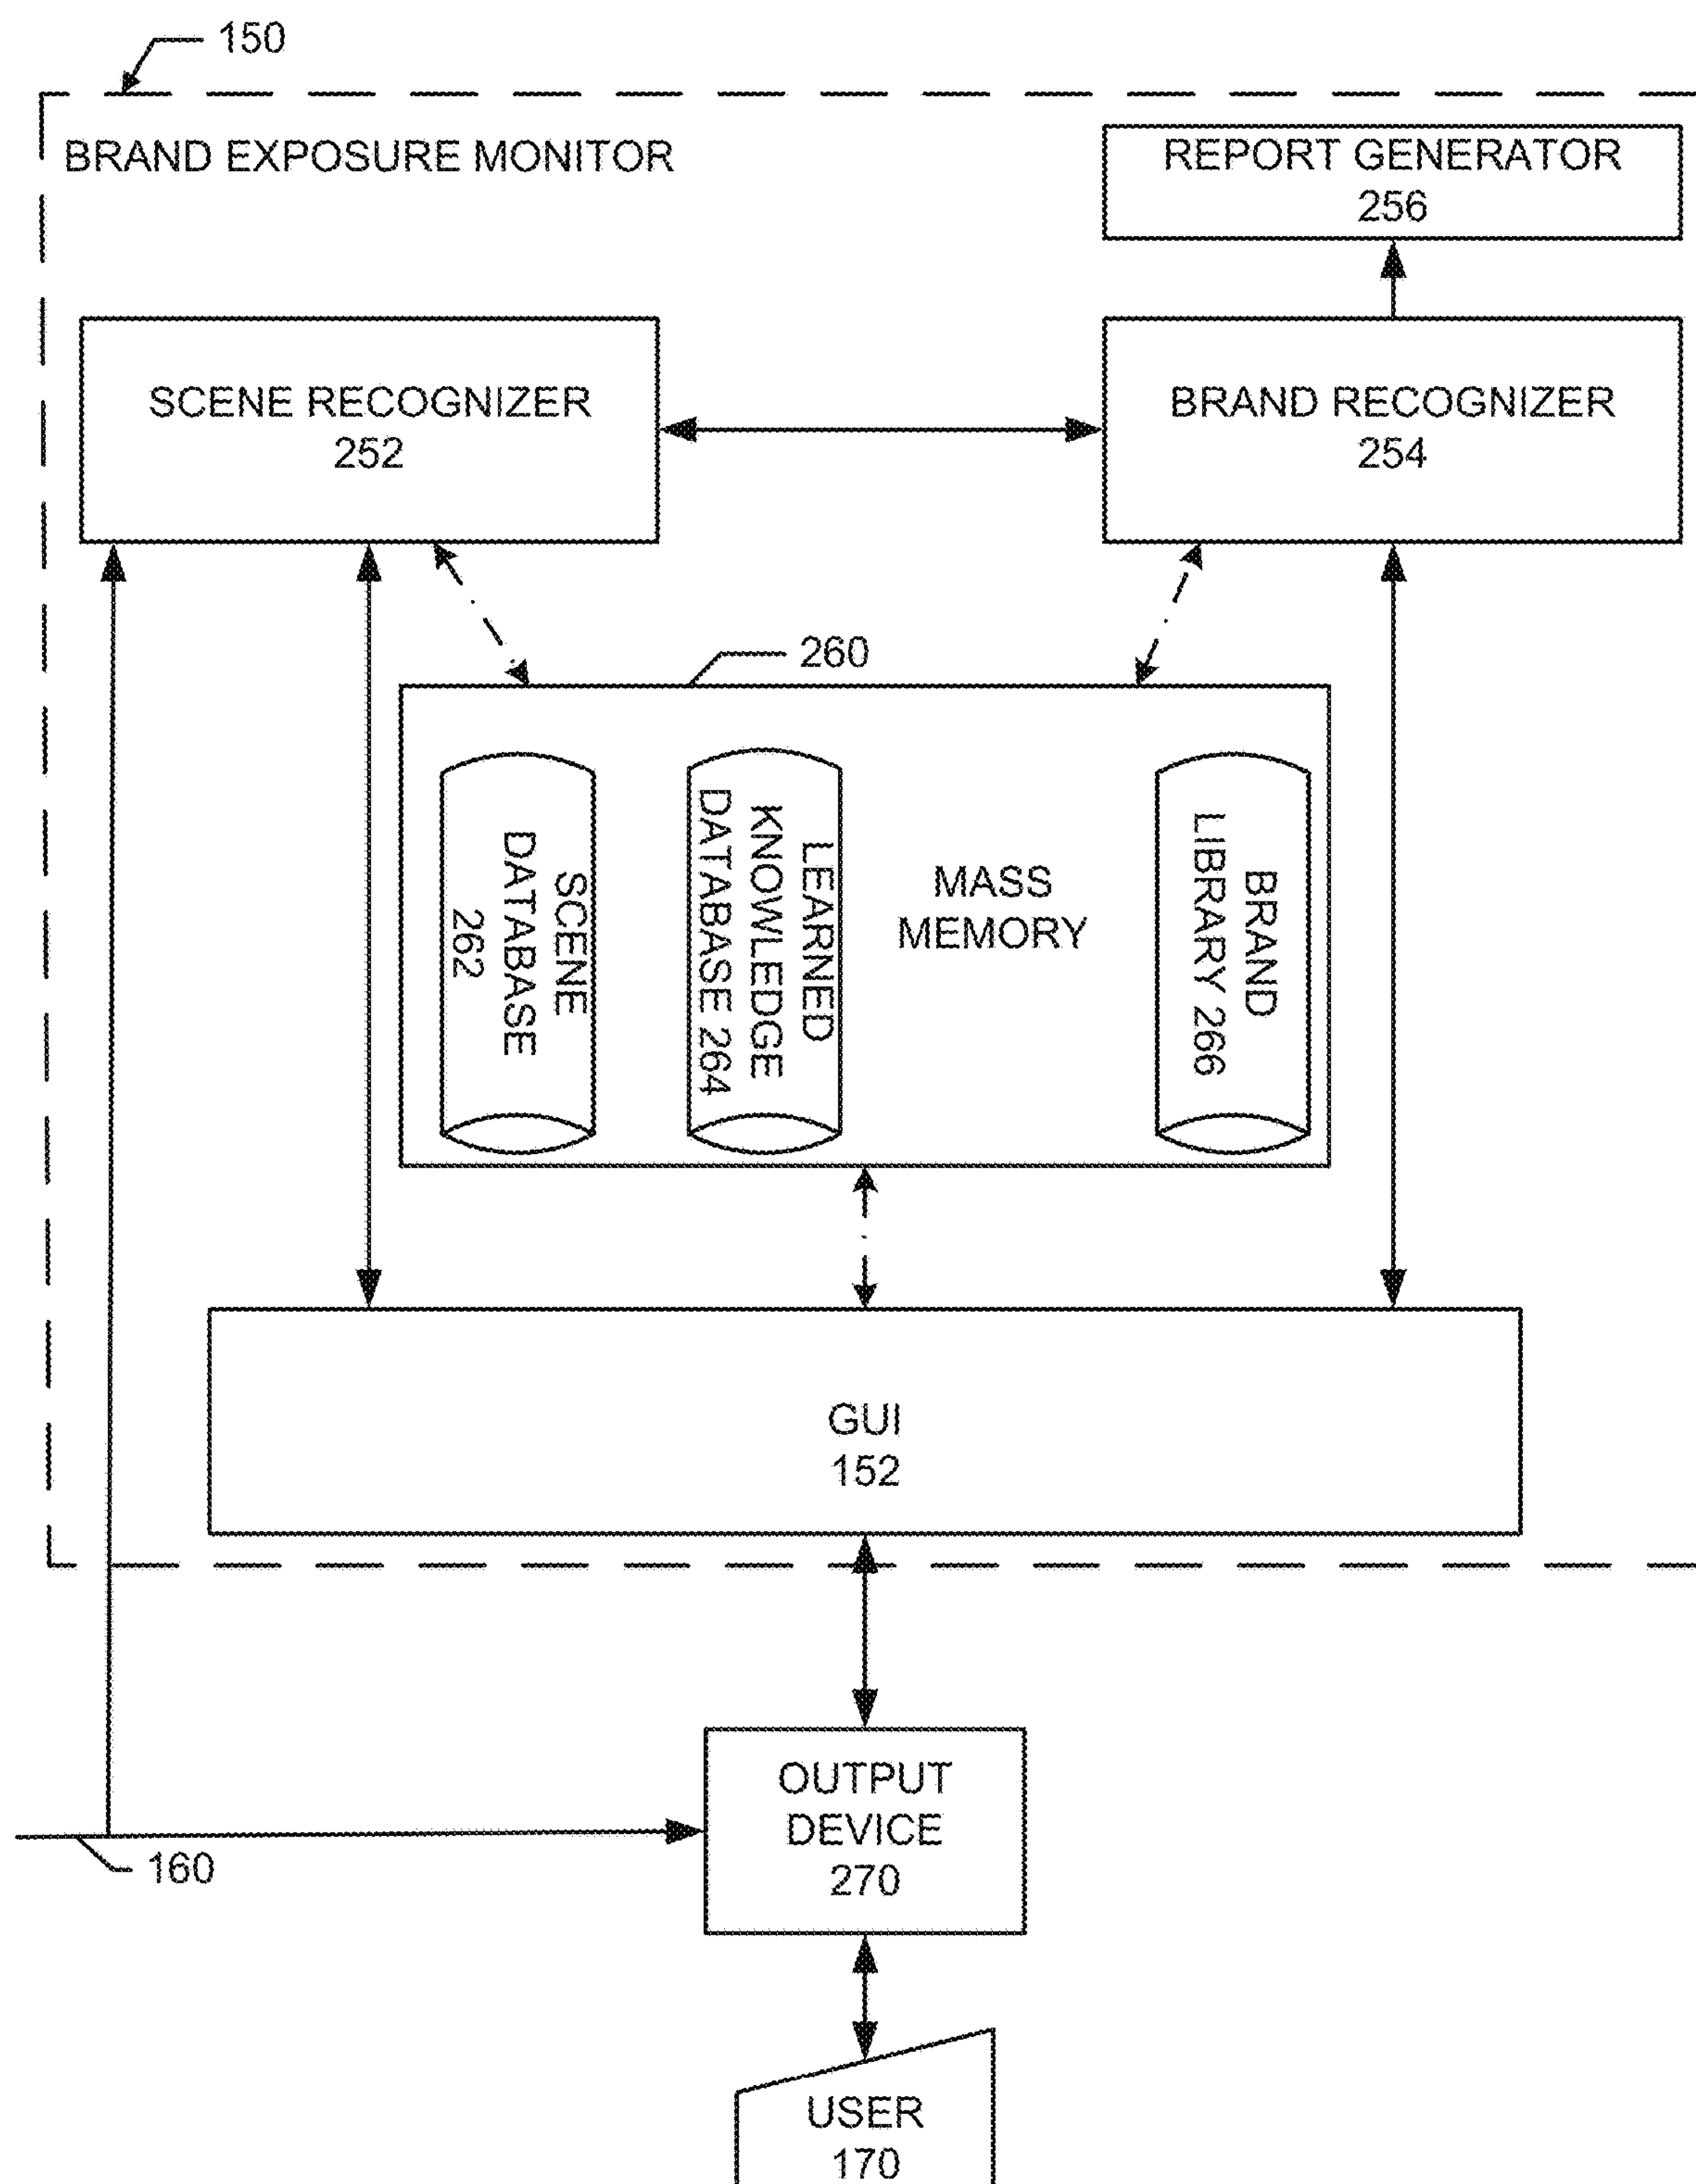 150
BRAND EXPOSURE MONITOR
REPORT GENERATOR
256
SCENE RECOGNIZER
252
BRAND RECOGNIZER
254
260
SCENE
DATABASE
262
LEARNED
KNOWLEDGE
DATABASE 264
MASS
MEMORY
BRAND
LIBRARY 266
GUI
152
OUTPUT
DEVICE
270
160
USER
170